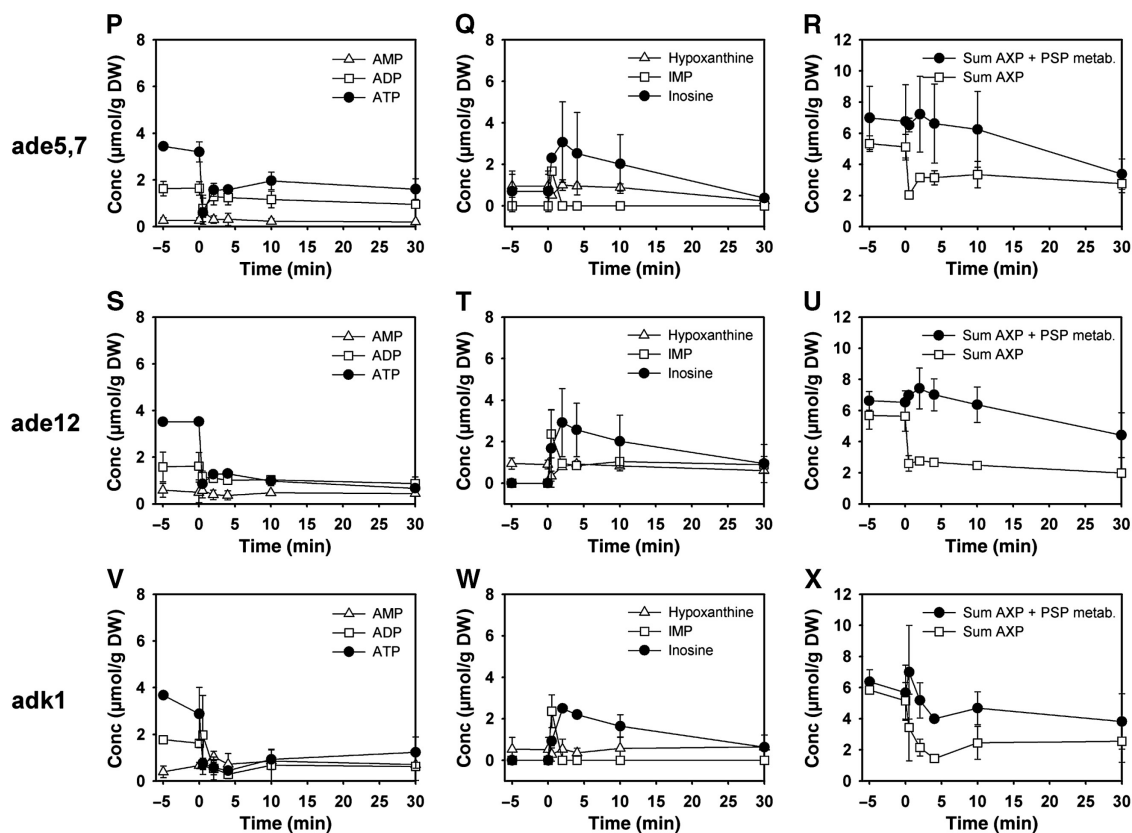 P
Q
R
ade5,7
Conc (µmol/g DW)
8
6
4
2
0
AMP
ADP
ATP
−5 0 5 10 15 20 25 30
Time (min)
Conc (µmol/g DW)
8
6
4
2
0
Hypoxanthine
IMP
Inosine
−5 0 5 10 15 20 25 30
Time (min)
Conc (µmol/g DW)
12
10
8
6
4
2
0
Sum AXP + PSP metab.
Sum AXP
−5 0 5 10 15 20 25 30
Time (min)
S
T
U
ade12
Conc (µmol/g DW)
8
6
4
2
0
AMP
ADP
ATP
−5 0 5 10 15 20 25 30
Time (min)
Conc (µmol/g DW)
8
6
4
2
0
Hypoxanthine
IMP
Inosine
−5 0 5 10 15 20 25 30
Time (min)
Conc (µmol/g DW)
12
10
8
6
4
2
0
Sum AXP + PSP metab.
Sum AXP
−5 0 5 10 15 20 25 30
Time (min)
V
W
X
adk1
Conc (µmol/g DW)
8
6
4
2
0
AMP
ADP
ATP
−5 0 5 10 15 20 25 30
Time (min)
Conc (µmol/g DW)
8
6
4
2
0
Hypoxanthine
IMP
Inosine
−5 0 5 10 15 20 25 30
Time (min)
Conc (µmol/g DW)
12
10
8
6
4
2
0
Sum AXP + PSP metab.
Sum AXP
−5 0 5 10 15 20 25 30
Time (min)